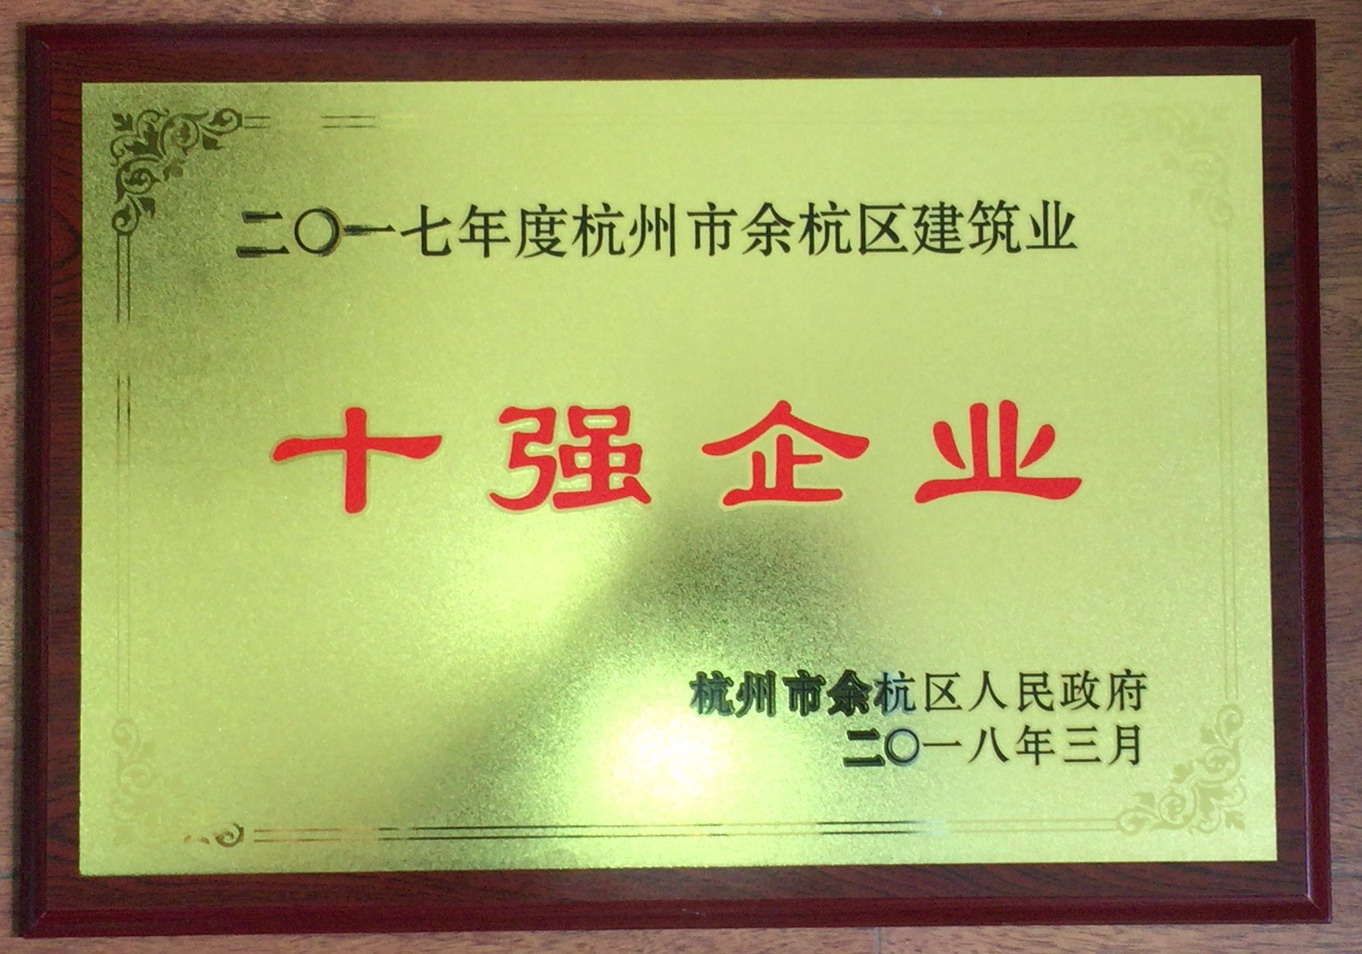 二〇一七年度杭州市余杭区建筑业
十强企业
杭州市余杭区人民政府
二〇一八年三月